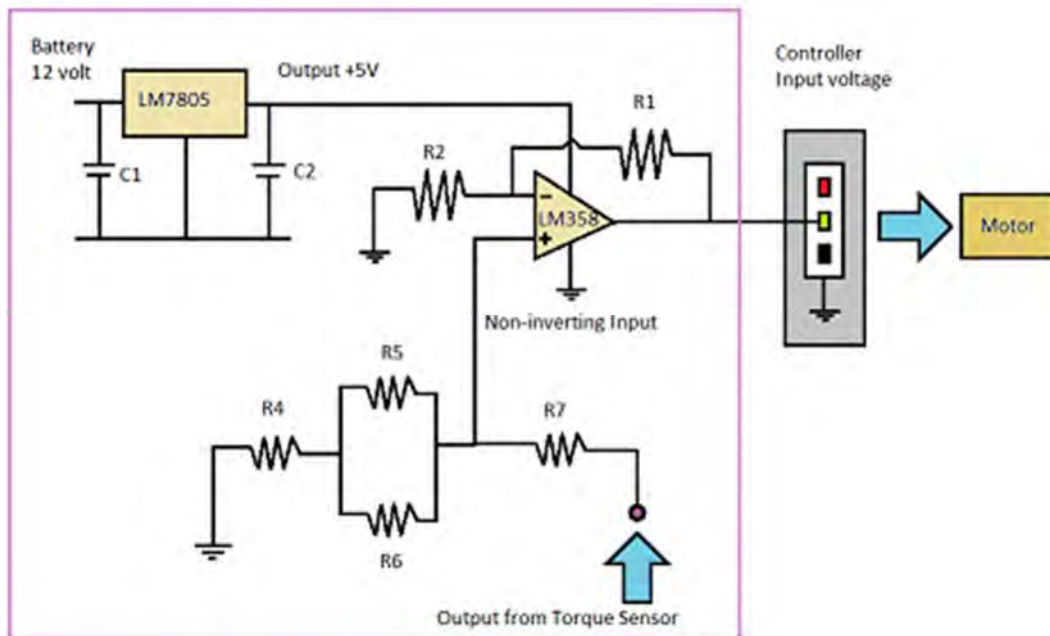 Battery
12 volt
LM7805
Output +5V
C1
C2
R2
R1
LM358
Non-inverting Input
Controller
Input voltage
Motor
R4
R5
R6
R7
Output from Torque Sensor